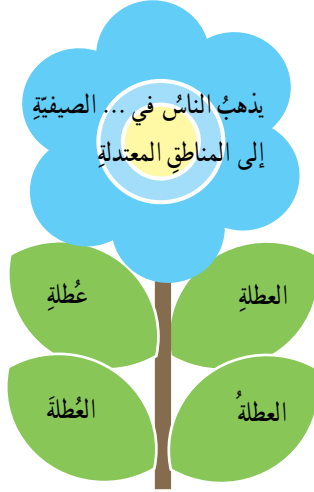 يذهبُ الناسُ في ... الصيفيّةِ
إلى المناطقِ المعتدلةِ
العطلةِ
عُطلةِ
العطلةُ
العُطلةَ